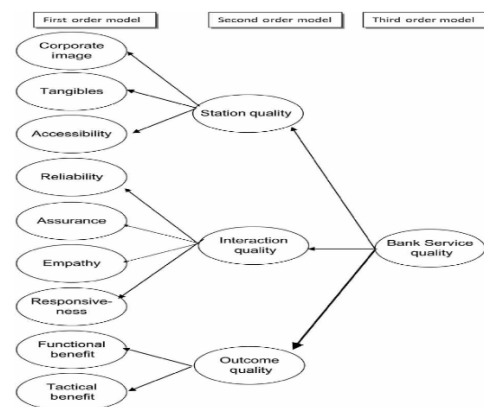 First order model
Second order model
Third order model
Corporate
image
Tangibles
Accessibility
Reliability
Assurance
Empathy
Responsive-
ness
Functional
benefit
Tactical
benefit
Station quality
Interaction
quality
Outcome
quality
Bank Service
quality